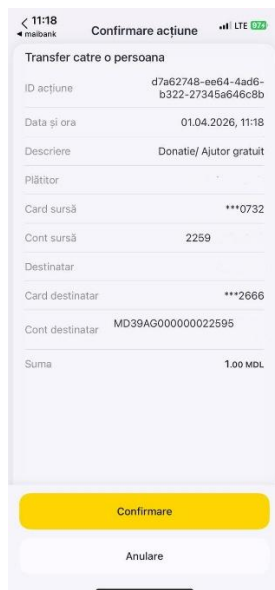 11:18
maibank
Confirmare acțiune
LTE 97
Transfer catre o persoana
ID acțiune
d7a62748-ee64-4ad6-
b322-27345a646c8b
Data și ora
01.04.2026, 11:18
Descriere
Donatie/ Ajutor gratuit
Plătitor
Card sursă
***0732
Cont sursă
2259
Destinatar
Card destinatar
***2666
Cont destinatar
MD39AG000000022595
Suma
1.00 MDL
Confirmare
Anulare